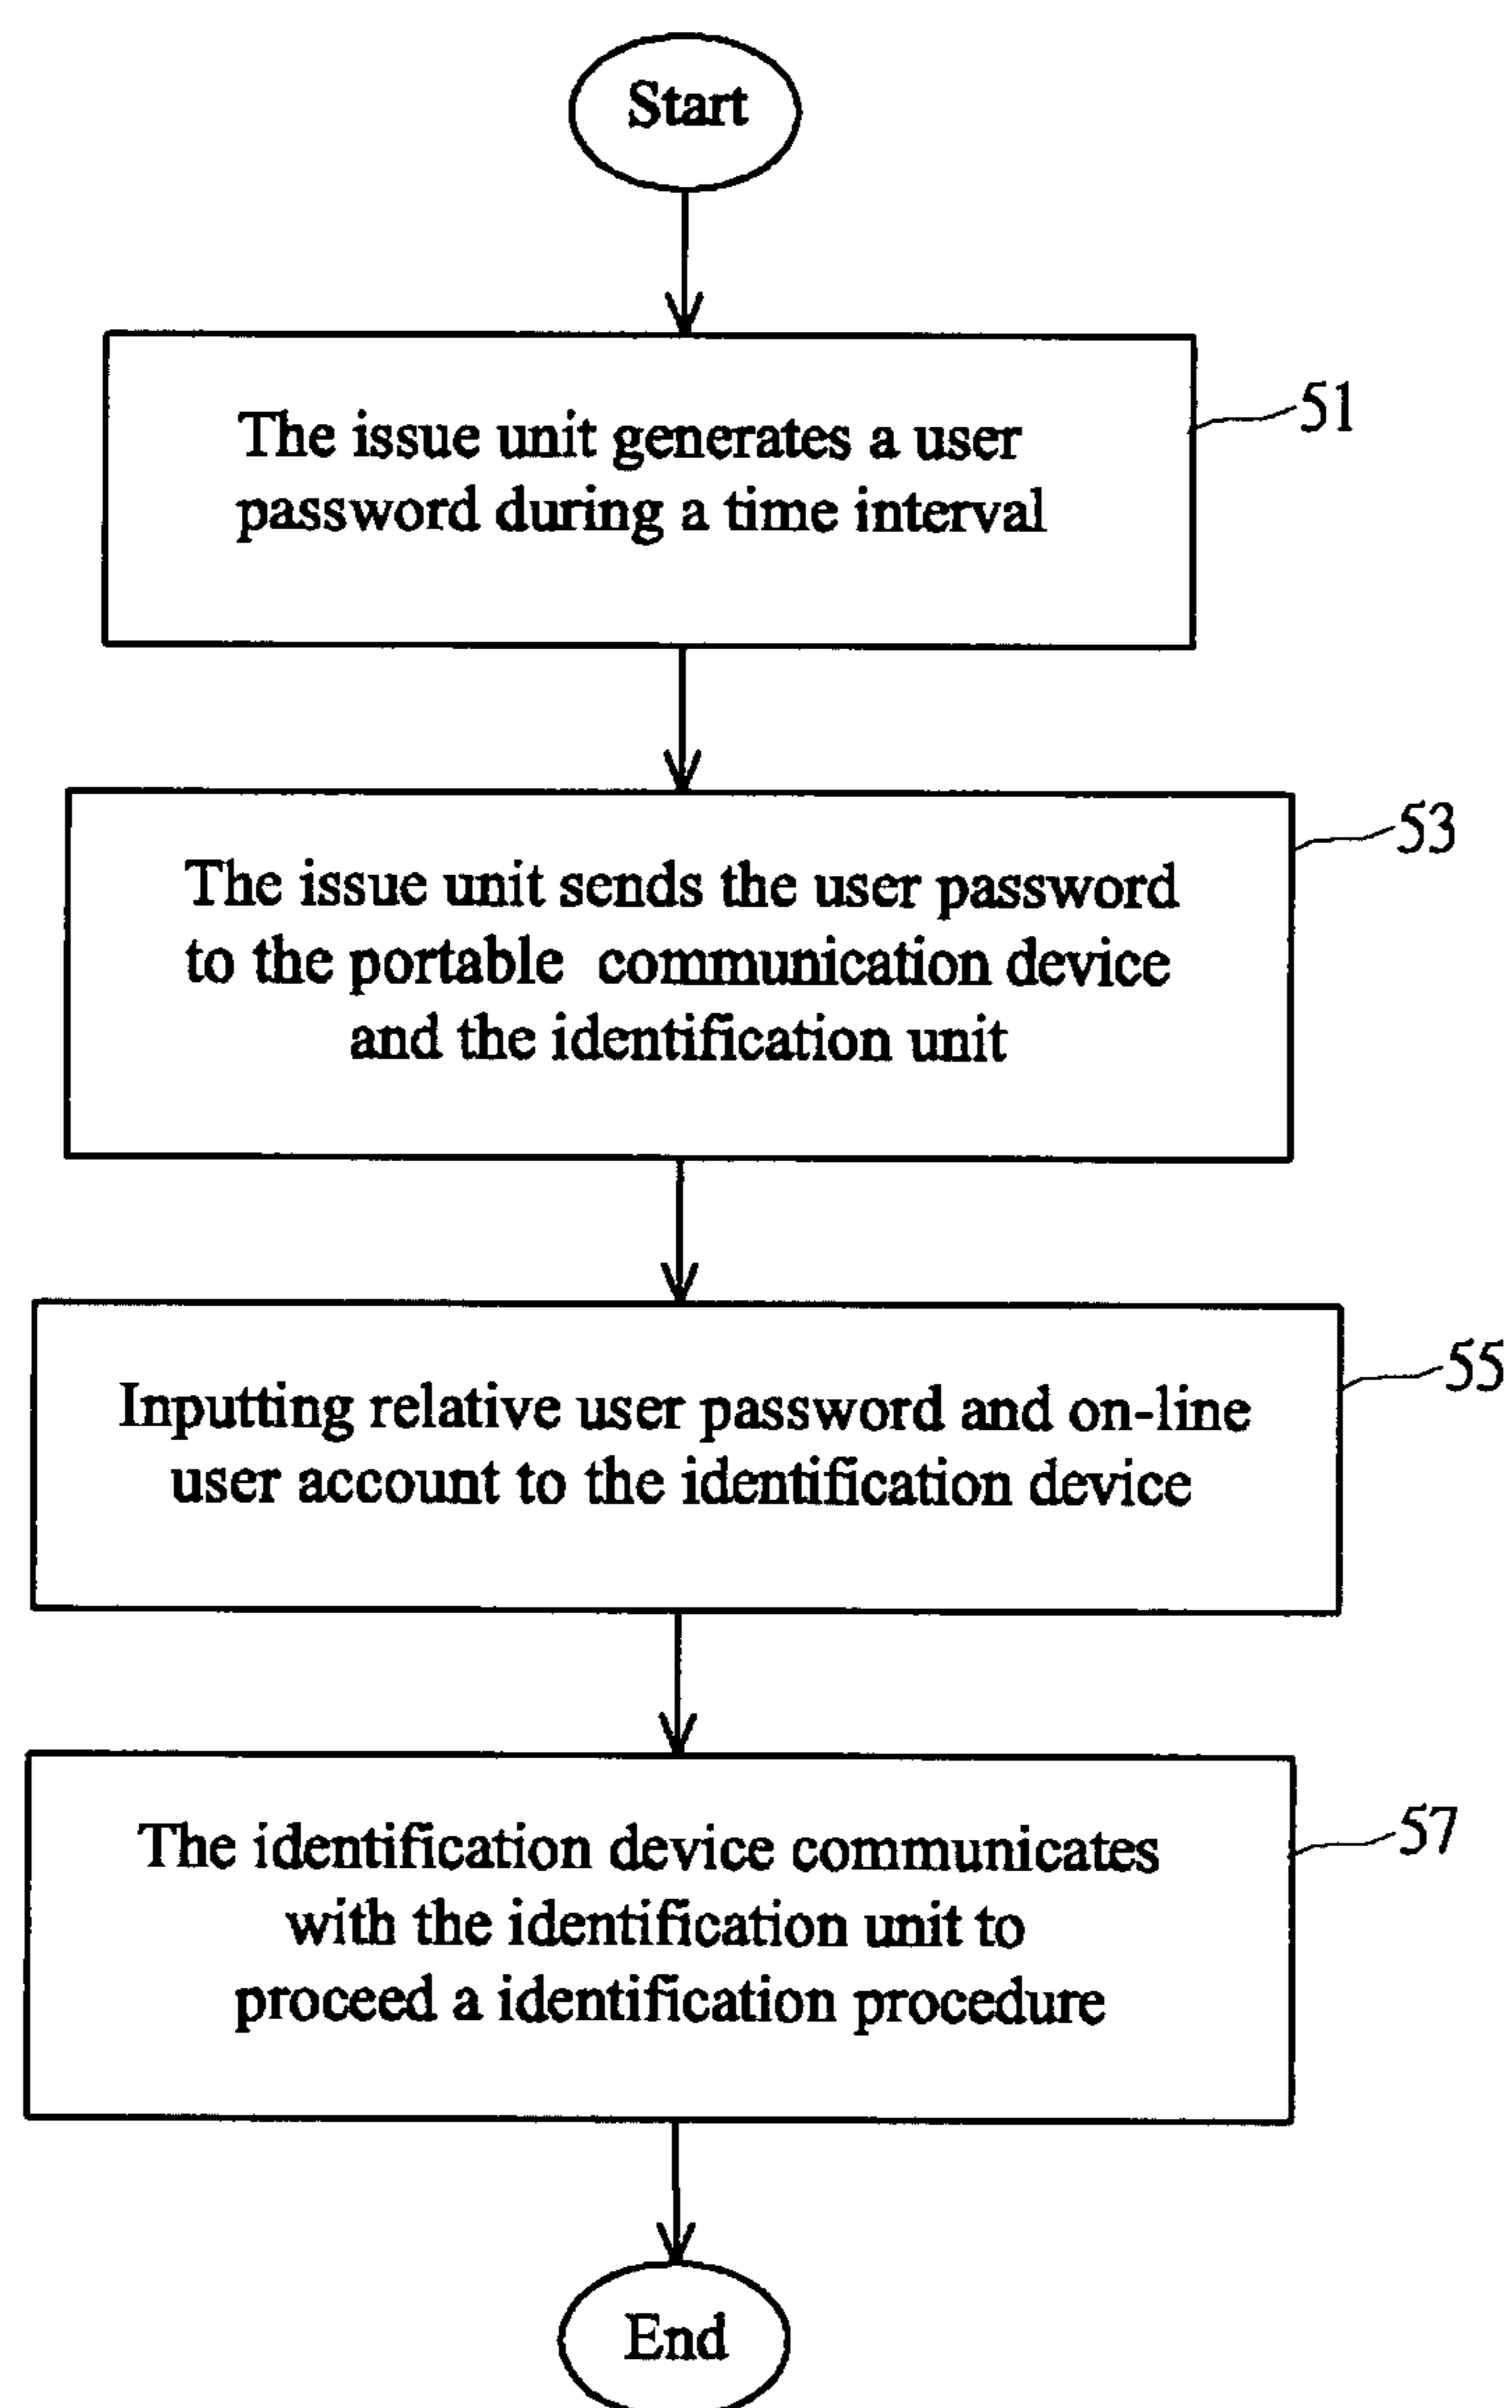 Start
The issue unit generates a user
password during a time interval
51
The issue unit sends the user password
to the portable communication device
and the identification unit
53
Inputting relative user password and on-line
user account to the identification device
55
The identification device communicates
with the identification unit to
proceed a identification procedure
57
End